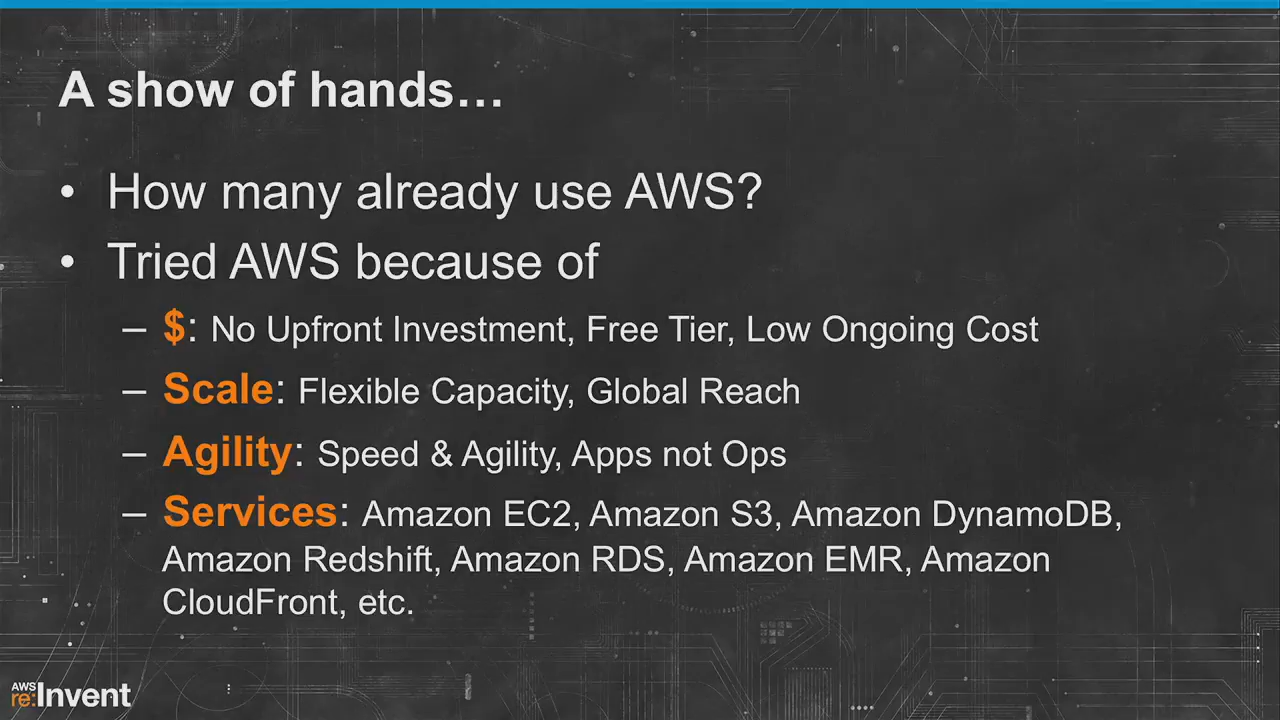 A show of hands…
• How many already use AWS?
• Tried AWS because of
– $: No Upfront Investment, Free Tier, Low Ongoing Cost
– Scale: Flexible Capacity, Global Reach
– Agility: Speed & Agility, Apps not Ops
– Services: Amazon EC2, Amazon S3, Amazon DynamoDB,
Amazon Redshift, Amazon RDS, Amazon EMR, Amazon
CloudFront, etc.
AWS
re:Invent